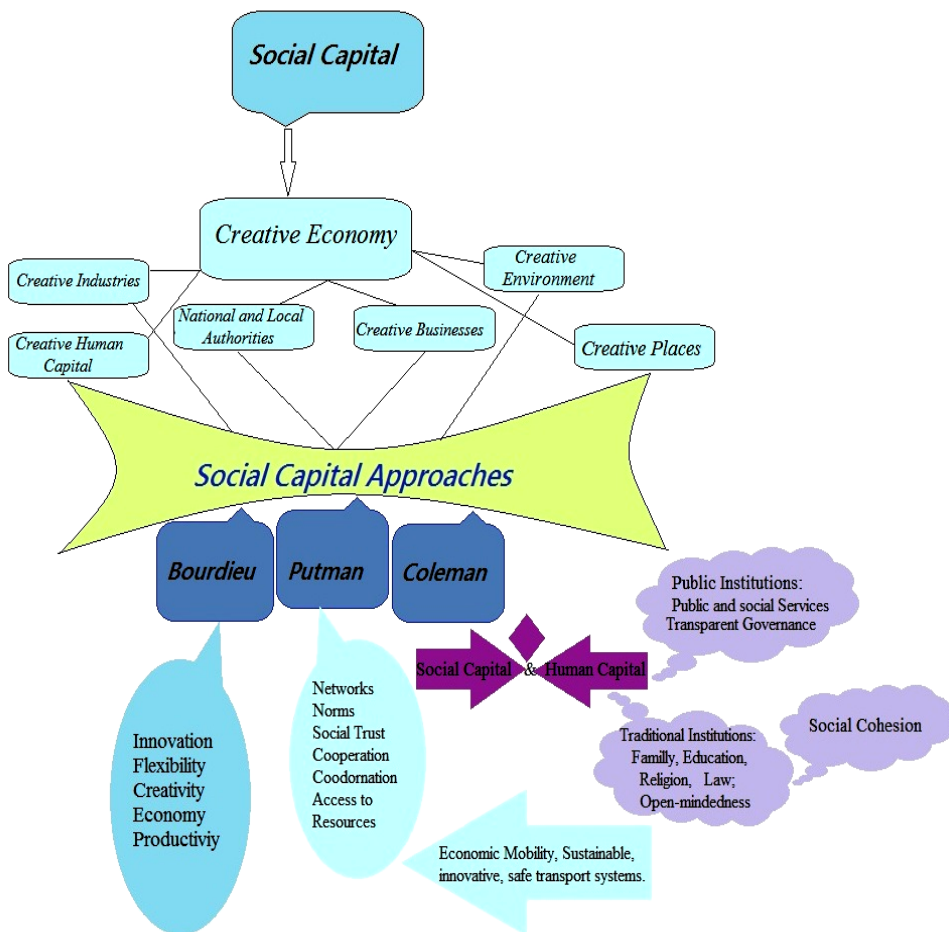 Social Capital
Creative Economy
Creative
Environment
Creative Industries
National and Local
Authorities
Creative Businesses
Creative Human
Capital
Creative Places
Social Capital Approaches
Bourdieu
Putman
Coleman
Public Institutions:
Public and social Services
Transparent Governance
Social Capital & Human Capital
Networks
Norms
Social Trust
Cooperation
Coodornation
Access to
Resources
Innovation
Flexibility
Creativity
Economy
Productiviy
Traditional Institutions:
Familly, Education,
Religion, Law;
Open-mindedness
Social Cohesion
Economic Mobility, Sustainable,
innovative, safe transport systems.